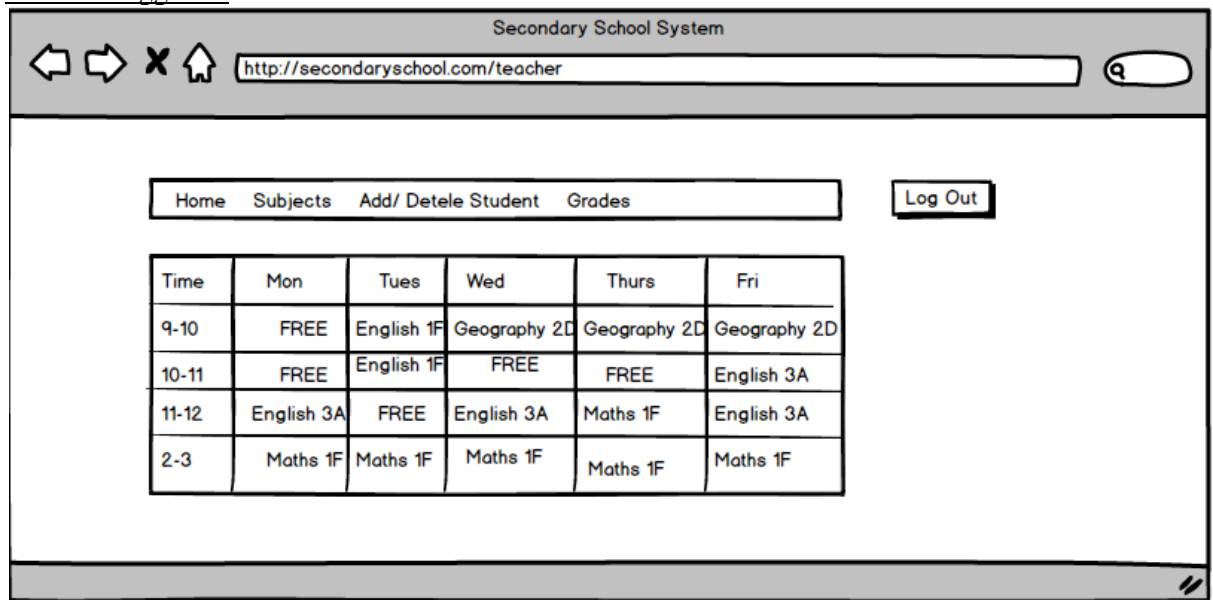 Secondary School System
http://secondaryschool.com/teacher
Home Subjects Add/ Detele Student Grades
Log Out
Time Mon Tues Wed Thurs Fri
9-10 FREE English 1F Geography 2D Geography 2D Geography 2D
10-11 FREE English 1F FREE FREE English 3A
11-12 English 3A FREE English 3A Maths 1F English 3A
2-3 Maths 1F Maths 1F Maths 1F Maths 1F Maths 1F